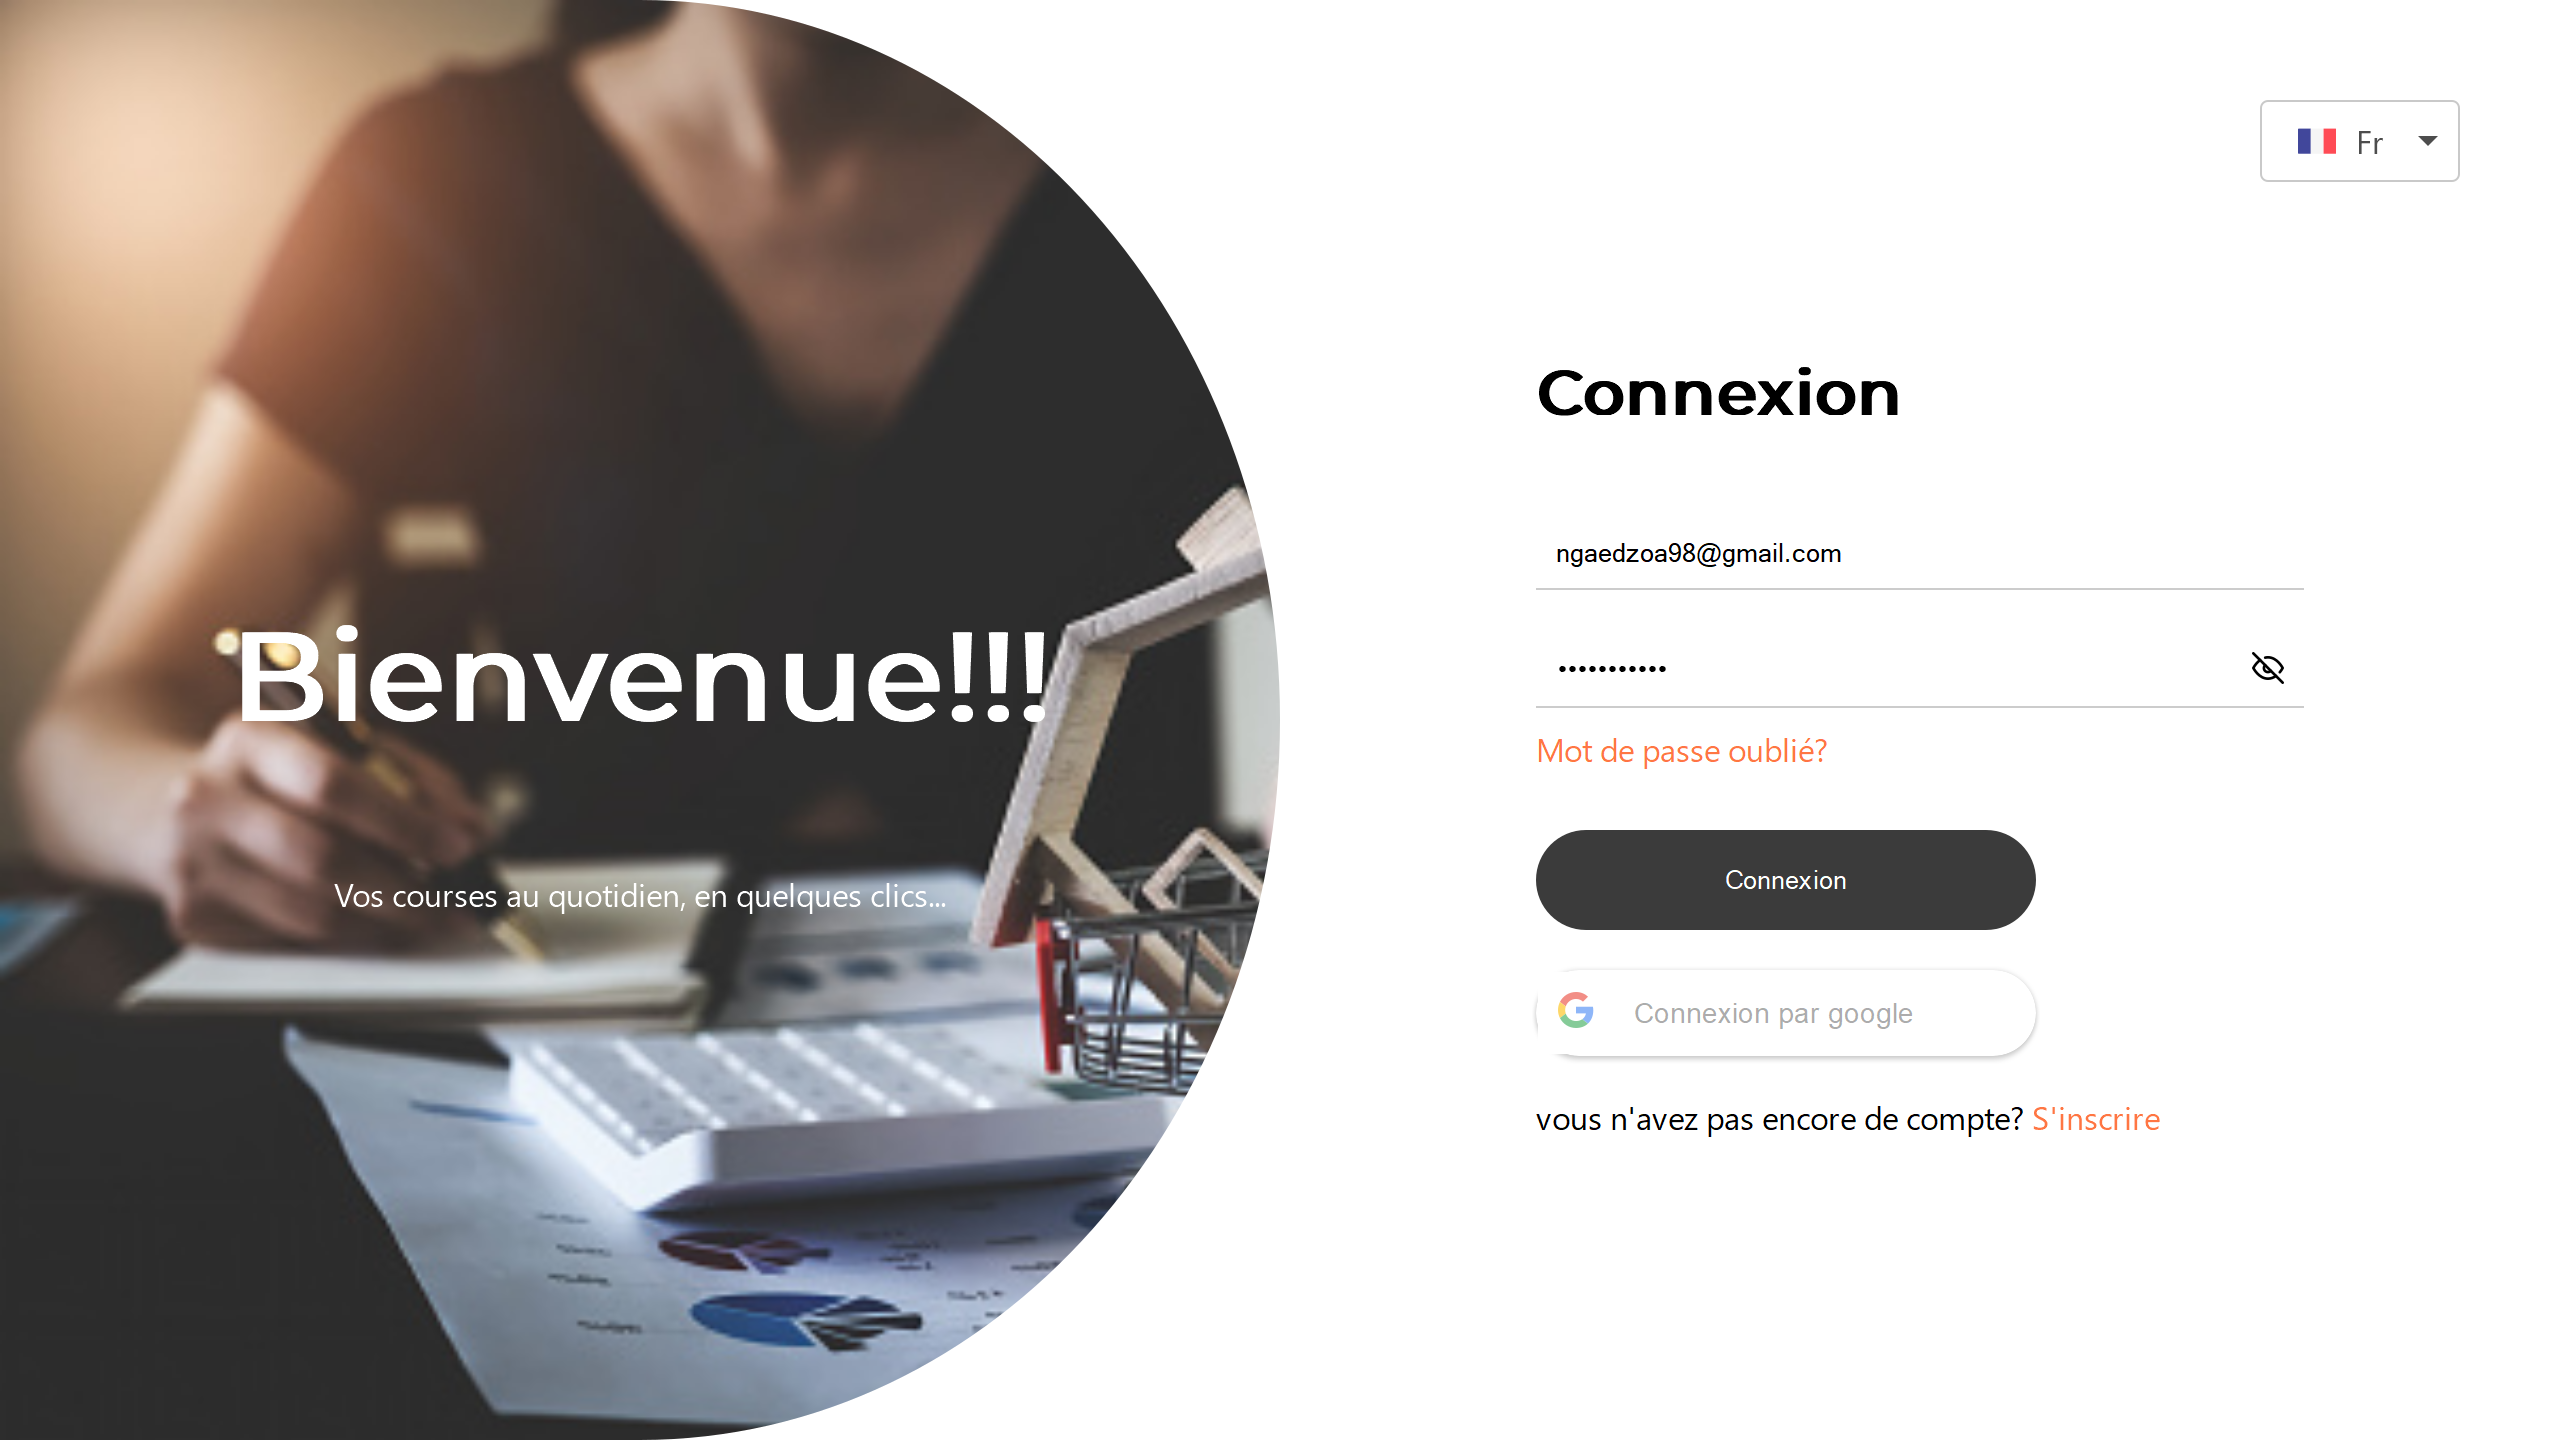 Fr
Connexion
ngaedzoa98@gmail.com
•••••••••••
Mot de passe oublié?
Connexion
Connexion par google
vous n'avez pas encore de compte? S'inscrire
Bienvenue!!!
Vos courses au quotidien, en quelques clics...